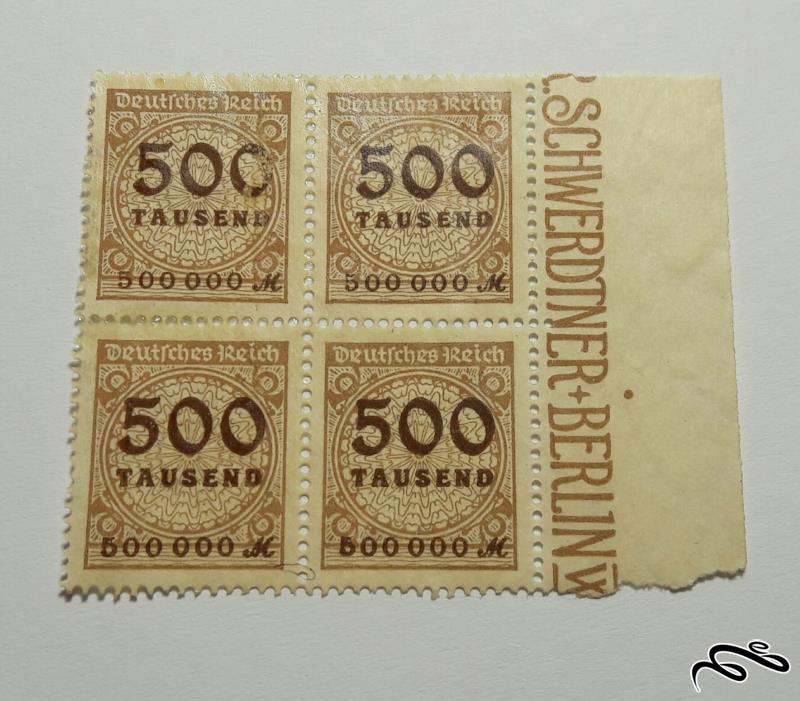 Deutsches Reich
500
TAUSEND
500 000 M
Deutsches Reich
500
TAUSEND
500 000 M
Deutsches Reich
500
TAUSEND
500 000 M
Deutsches Reich
500
TAUSEND
500 000 M
R. SCHWERDTNER + BERLIN W